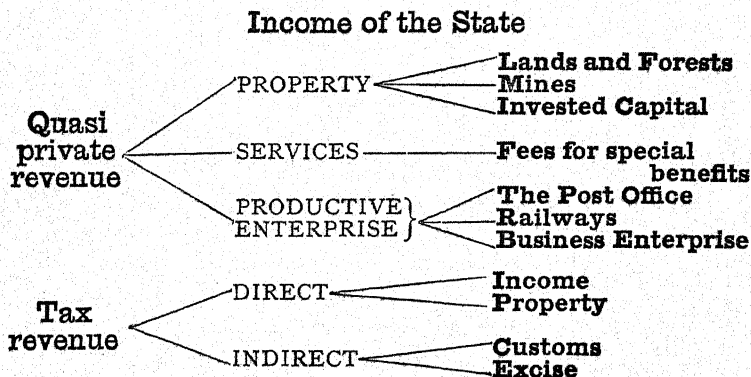 Income of the State
Quasi
private
revenue
PROPERTY
Lands and Forests
Mines
Invested Capital
SERVICES
Fees for special
benefits
PRODUCTIVE
ENTERPRISE}
The Post Office
Railways
Business Enterprise
Tax
revenue
DIRECT
Income
Property
INDIRECT
Customs
Excise